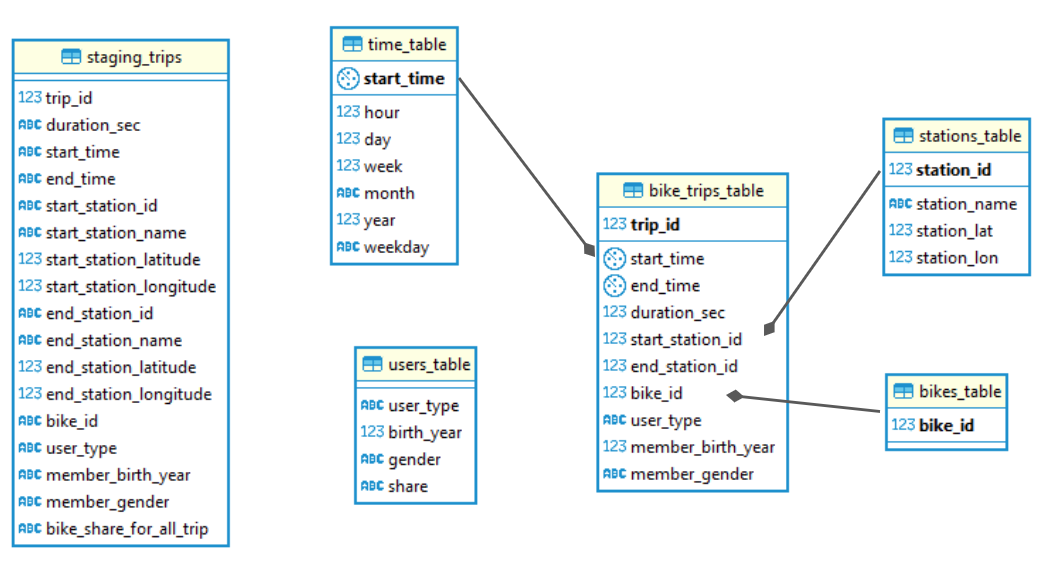 staging_trips
123 trip_id
ABC duration_sec
ABC start_time
ABC end_time
ABC start_station_id
ABC start_station_name
123 start_station_latitude
123 start_station_longitude
ABC end_station_id
ABC end_station_name
123 end_station_latitude
123 end_station_longitude
ABC bike_id
ABC user_type
ABC member_birth_year
ABC member_gender
ABC bike_share_for_all_trip
time_table
start_time
123 hour
123 day
123 week
ABC month
123 year
ABC weekday
users_table
ABC user_type
123 birth_year
ABC gender
ABC share
bike_trips_table
123 trip_id
start_time
end_time
123 duration_sec
123 start_station_id
123 end_station_id
123 bike_id
ABC user_type
123 member_birth_year
ABC member_gender
stations_table
123 station_id
ABC station_name
123 station_lat
123 station_lon
bikes_table
123 bike_id